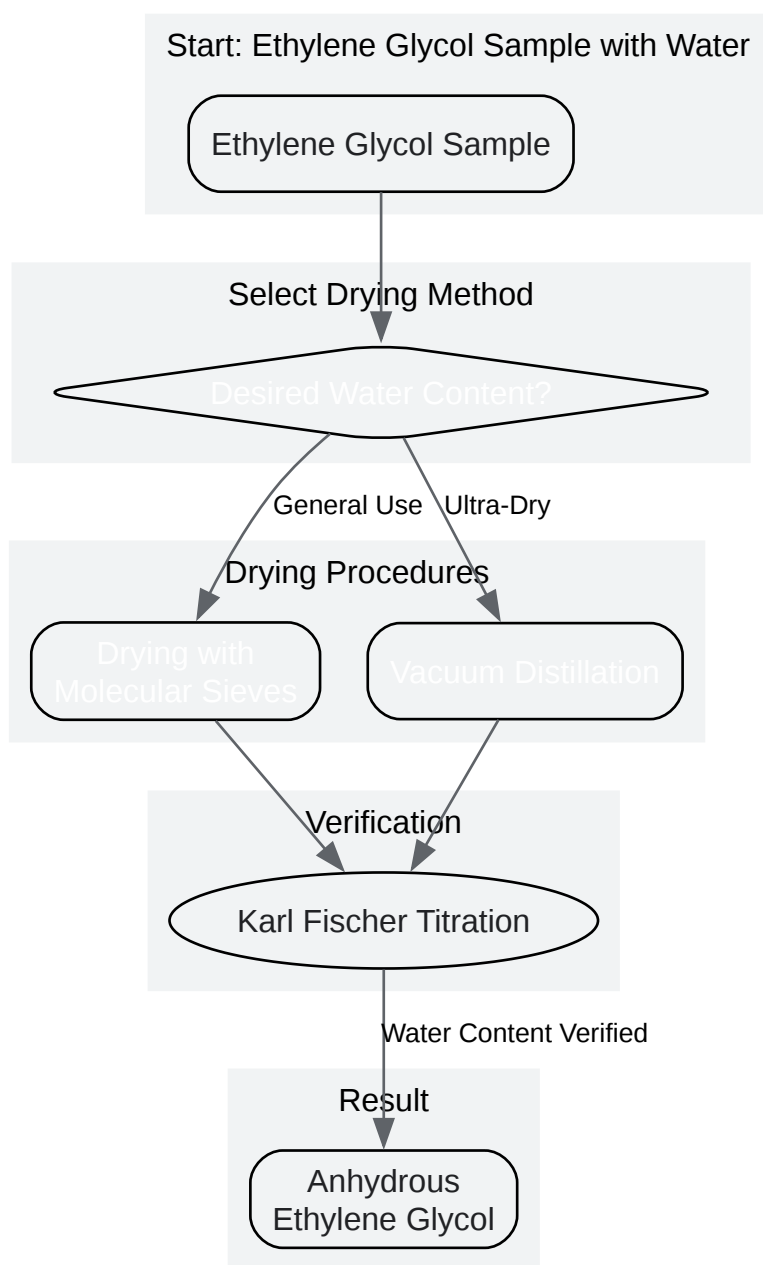 Start: Ethylene Glycol Sample with Water
Ethylene Glycol Sample
Select Drying Method
Desired Water Content?
General Use
Ultra-Dry
Drying Procedures
Drying with
Molecular Sieves
Vacuum Distillation
Verification
Karl Fischer Titration
Water Content Verified
Result
Anhydrous
Ethylene Glycol